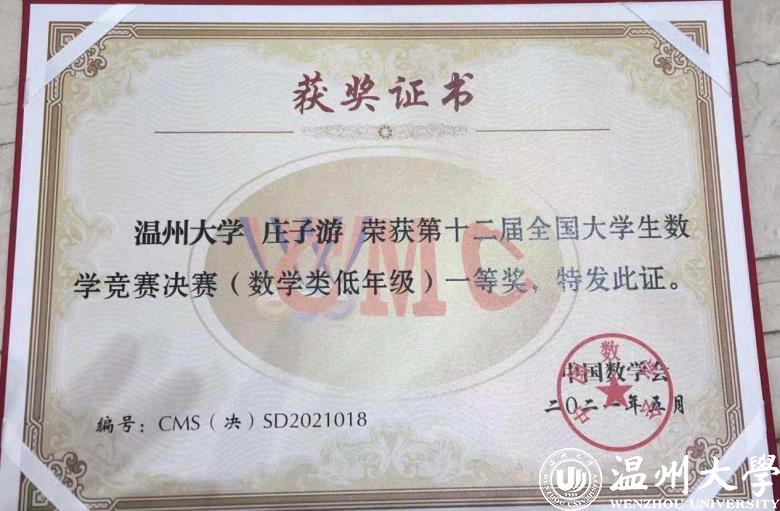 获奖证书
温州大学 庄子游 荣获第十二届全国大学生数
学竞赛决赛（数学类低年级）一等奖，特发此证。
CMC
中国数学会
二〇二一年五月
编号：CMS（决）SD2021018
温州大學
WENZHOU UNIVERSITY